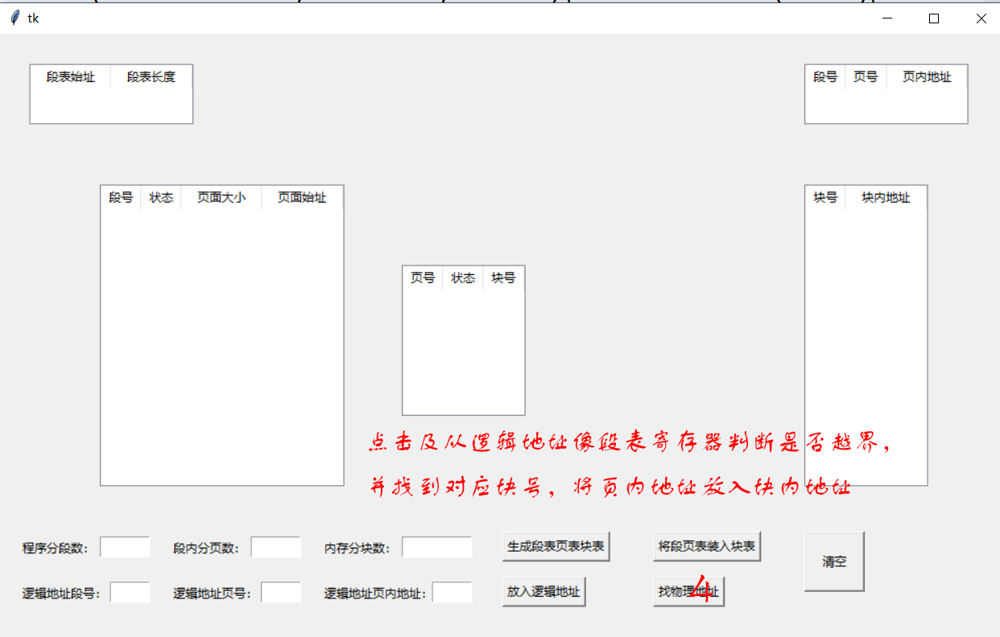 tk
段表始址 段表长度
段号 页号 页内地址
段号 状态 页面大小 页面始址
块号 块内地址
页号 状态 块号
点击及从逻辑地址像段表寄存器判断是否越界，
并找到对应块号，将页内地址放入块内地址
程序分段数： 段内分页数： 内存分块数： 生成段表页表块表 将段页表装入块表 清空
逻辑地址段号： 逻辑地址页号： 逻辑地址页内地址： 放入逻辑地址 找物理地址
4